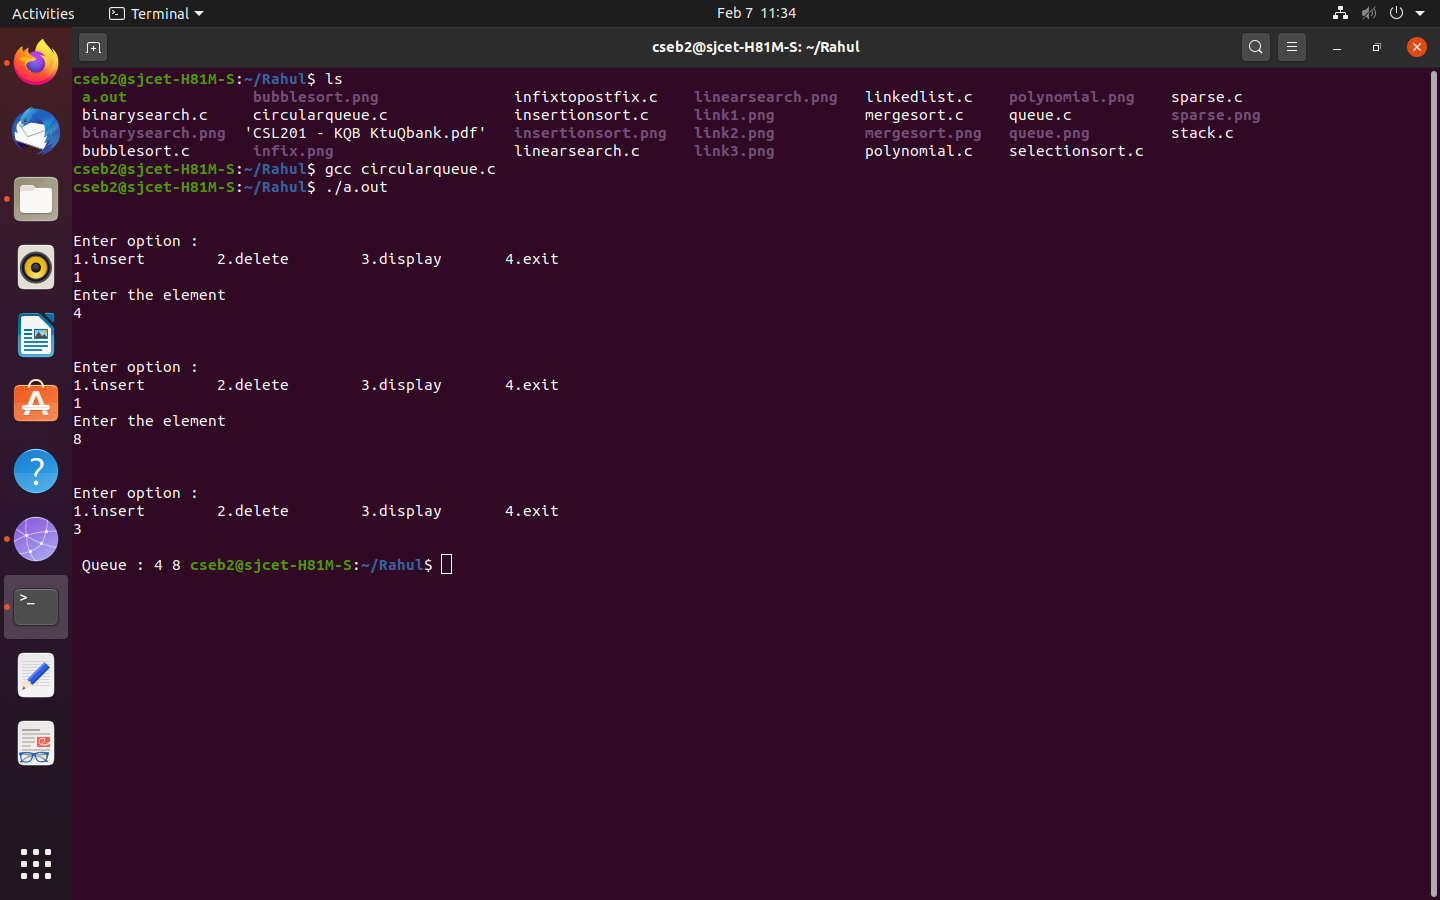 Activities Terminal Feb 7 11:34
cseb2@sjcet-H81M-S: ~/Rahul
cseb2@sjcet-H81M-S:~/Rahul$ ls
a.out bubblesort.png infixtopostfix.c linearsearch.png linkedlist.c polynomial.png sparse.c
binarysearch.c circularqueue.c insertionsort.c link1.png mergesort.c queue.c sparse.png
binarysearch.png 'CSL201 - KQB KtuQbank.pdf' insertionsort.png link2.png mergesort.png queue.png stack.c
bubblesort.c infix.png linearsearch.c link3.png polynomial.c selectionsort.c
cseb2@sjcet-H81M-S:~/Rahul$ gcc circularqueue.c
cseb2@sjcet-H81M-S:~/Rahul$ ./a.out
Enter option :
1.insert 2.delete 3.display 4.exit
1
Enter the element
4
Enter option :
1.insert 2.delete 3.display 4.exit
1
Enter the element
8
Enter option :
1.insert 2.delete 3.display 4.exit
3
Queue : 4 8 cseb2@sjcet-H81M-S:~/Rahul$